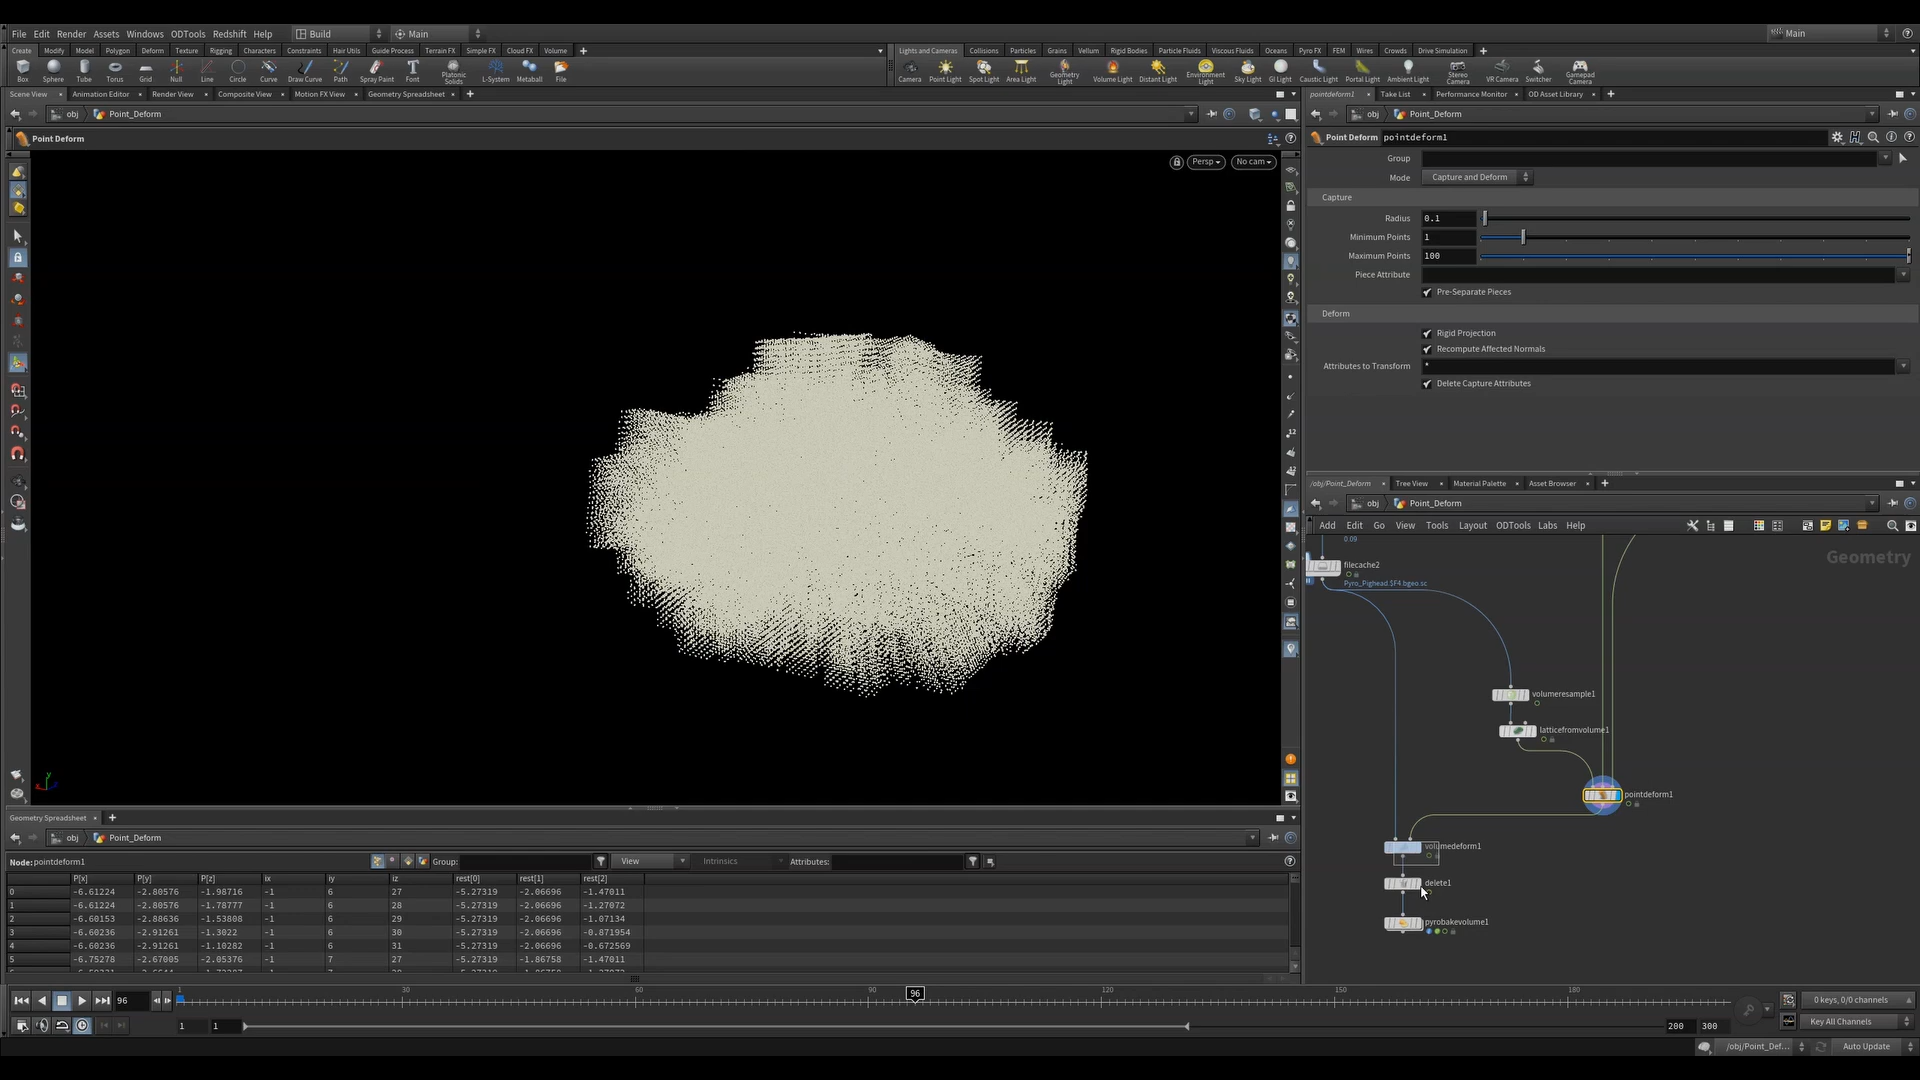 File Edit Render Assets Windows ODTools Redshift Help Build Main Main
Create Modify Model Polygon Deform Texture Rigging Characters Constraints Hair Utils Guide Process Terrain FX Simple FX Cloud FX Volume
Lights and Cameras Collisions Particles Grains Vellum Rigid Bodies Particle Fluids Viscous Fluids Oceans Pyro FX FEM Wires Crowds Drive Simulation
Box Sphere Tube Torus Grid Null Line Circle Curve Draw Curve Path Spray Paint Font Platonic Solids L-System Metaball File
Camera Point Light Spot Light Area Light Geometry Light Volume Light Distant Light Environment Light Sky Light GI Light Caustic Light Portal Light Ambient Light Stereo Camera VR Camera Switcher Gamepad Camera
Scene View Animation Editor Render View Composite View Motion FX View Geometry Spreadsheet
obj Point_Deform
Point Deform
Persp No cam
pointdeform1 Take List Performance Monitor OD Asset Library
obj Point_Deform
Point Deform pointdeform1
Group
Mode Capture and Deform
Capture
Radius 0.1
Minimum Points 1
Maximum Points 100
Piece Attribute
Pre-Separate Pieces
Deform
Rigid Projection
Recompute Affected Normals
Attributes to Transform *
Delete Capture Attributes
/obj/Point_Deform Tree View Material Palette Asset Browser
obj Point_Deform
Add Edit Go View Tools Layout ODTools Labs Help
Geometry
0.09
filecache2
Pyro_Pighead.$F4.bgeo.sc
volumeresample1
latticefromvolume1
pointdeform1
volumedeform1
delete1
pyrobakevolume1
Geometry Spreadsheet
obj Point_Deform
Node: pointdeform1 Group: View Intrinsics Attributes:
P[x] P[y] P[z] ix iy iz rest[0] rest[1] rest[2]
0 -6.61224 -2.80576 -1.98716 -1 6 27 -5.27319 -2.06696 -1.47011
1 -6.61224 -2.80576 -1.78777 -1 6 28 -5.27319 -2.06696 -1.27072
2 -6.60153 -2.88636 -1.53808 -1 6 29 -5.27319 -2.06696 -1.07134
3 -6.60236 -2.91261 -1.3022 -1 6 30 -5.27319 -2.06696 -0.871954
4 -6.60236 -2.91261 -1.10282 -1 6 31 -5.27319 -2.06696 -0.672569
5 -6.75278 -2.67005 -2.05376 -1 7 27 -5.27319 -1.86758 -1.47011
96 1 30 60 90 96 120 150 180
0 keys, 0/0 channels
1 1 200 300 Key All Channels
/obj/Point_Def... Auto Update